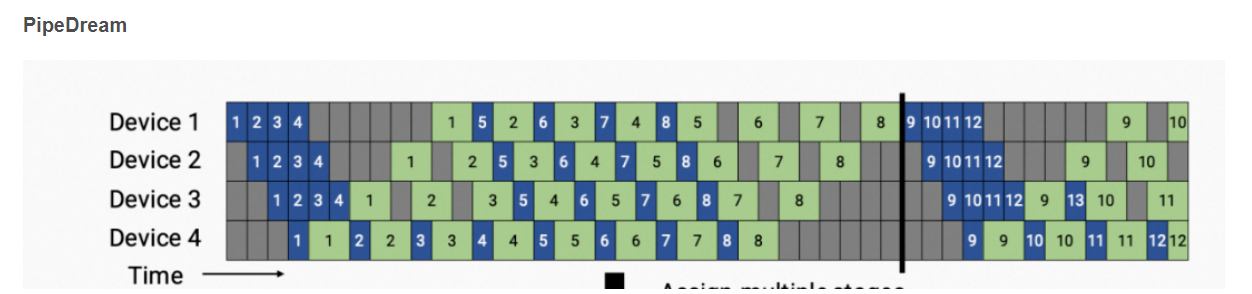 PipeDream
Device 1 1 2 3 4 1 5 2 6 3 7 4 8 5 6 7 8 9 10 11 12 9 10
Device 2 1 2 3 4 1 2 5 3 6 4 7 5 8 6 7 8 9 10 11 12 9 10
Device 3 1 2 3 4 1 2 3 5 4 6 5 7 6 8 7 8 9 10 11 12 9 13 10 11
Device 4 1 1 2 2 3 3 4 4 5 5 6 6 7 7 8 8 9 9 10 10 11 11 12 12
Time
Assign multiple stages